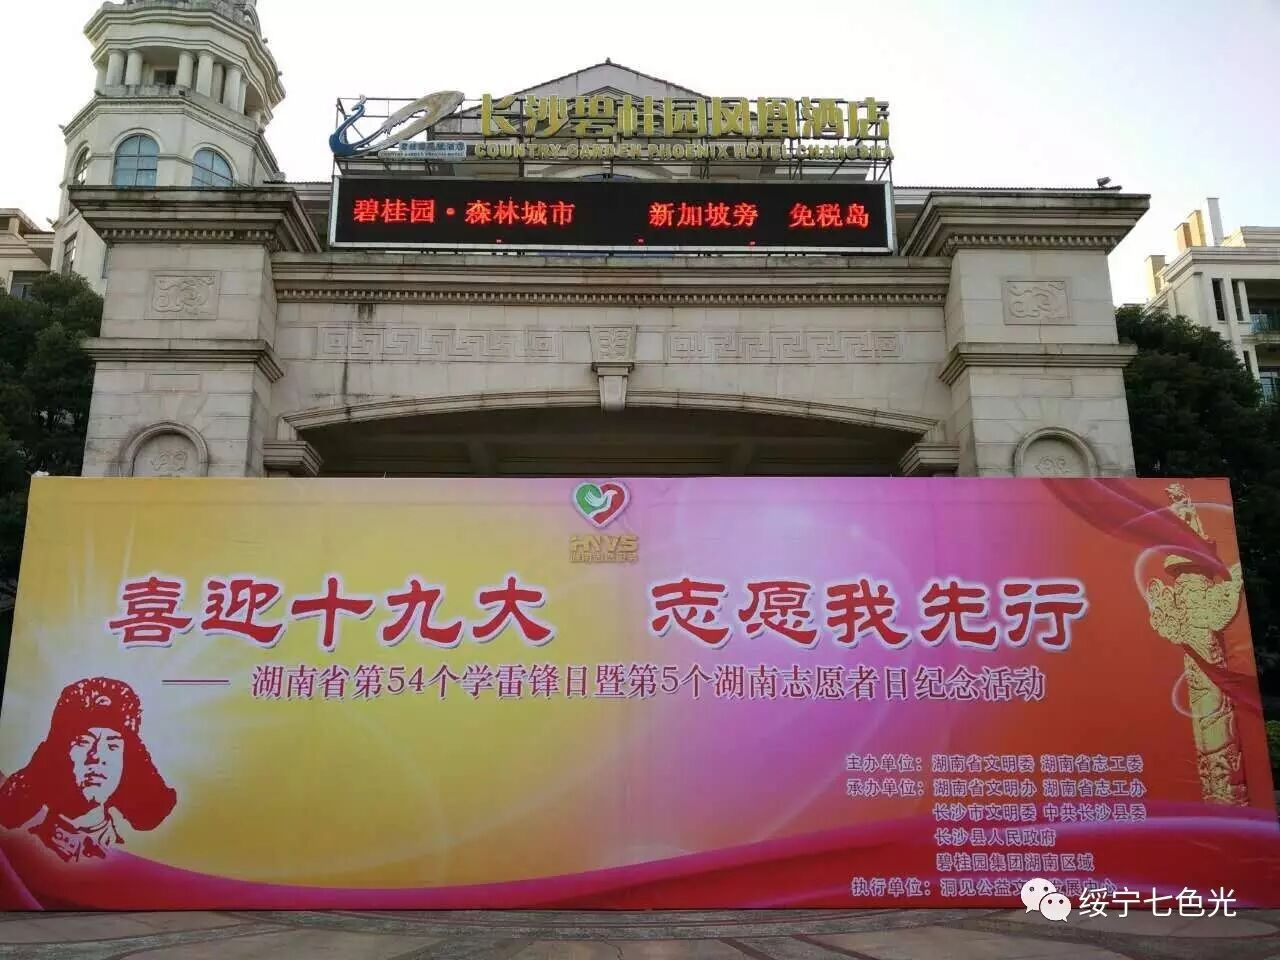 长沙碧桂园凤凰酒店
COUNTRY GARDEN PHOENIX HOTEL CHANGSHA
碧桂园·森林城市 新加坡旁 免税岛
HNVS
喜迎十九大 志愿我先行
—— 湖南省第54个学雷锋日暨第5个湖南志愿者日纪念活动
主办单位：湖南省文明委 湖南省志工委
承办单位：湖南省文明办 湖南省志工办
长沙市文明委 中共长沙县委
长沙县人民政府
碧桂园集团湖南区域
执行单位：洞见公益文 发展中心
绥宁七色光